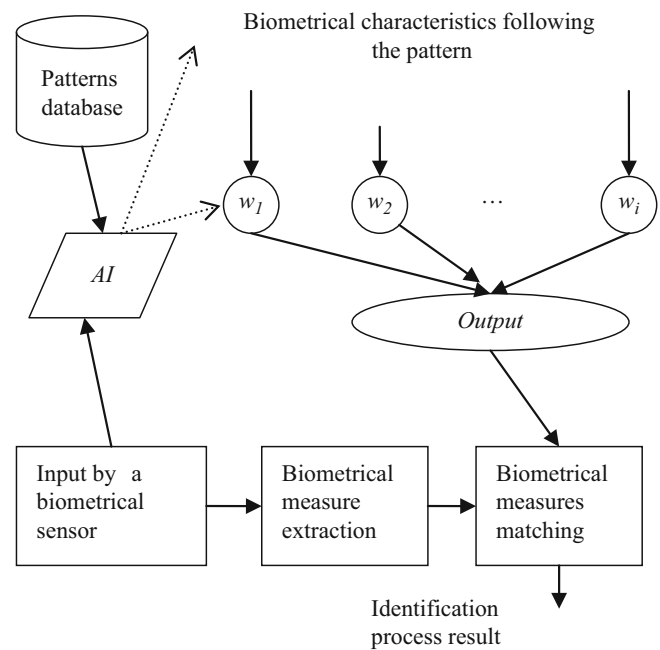 Biometrical characteristics following
the pattern
Patterns
database
w1
w2
...
wi
AI
Output
Input by a
biometrical
sensor
Biometrical
measure
extraction
Biometrical
measures
matching
Identification
process result